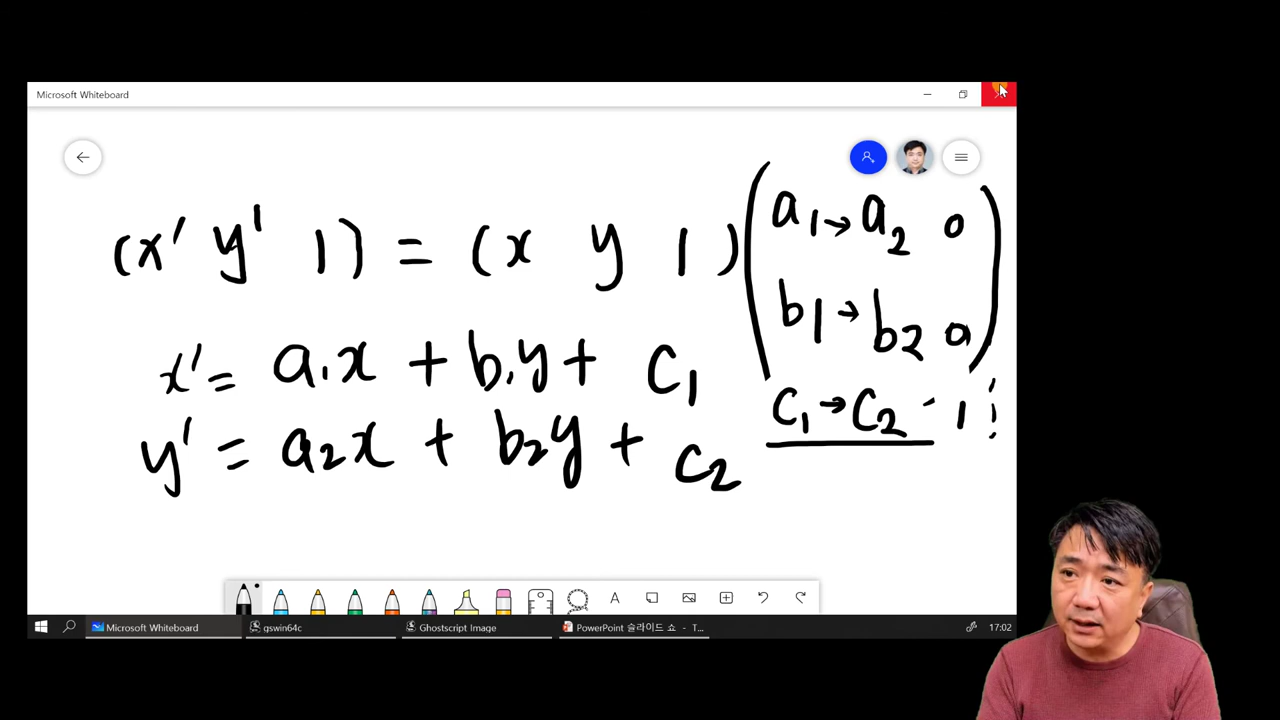 Microsoft Whiteboard
(x' y' 1) = (x y 1) (a1→a2 0
b1→b2 0)
x' = a1x + b1y + c1
c1→c2 - 1
y' = a2x + b2y + c2
A
Microsoft Whiteboard gswin64c Ghostscript Image PowerPoint 슬라이드 쇼 - T... 17:02